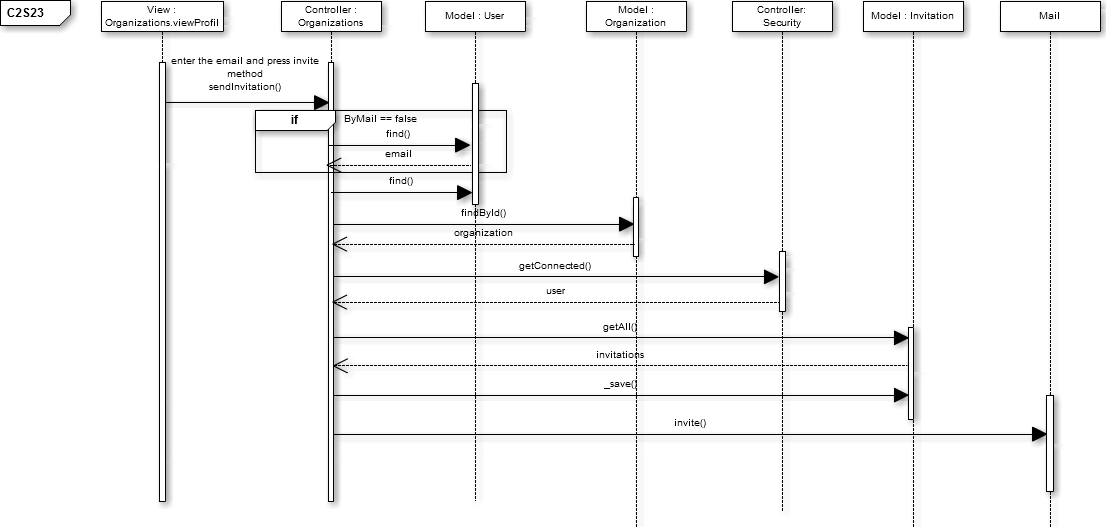 C2S23
View :
Organizations.viewProfil
Controller :
Organizations
Model : User
Model :
Organization
Controller:
Security
Model : Invitation
Mail
enter the email and press invite
method
sendInvitation()
if
ByMail == false
find()
email
find()
findById()
organization
getConnected()
user
getAll()
invitations
_save()
invite()